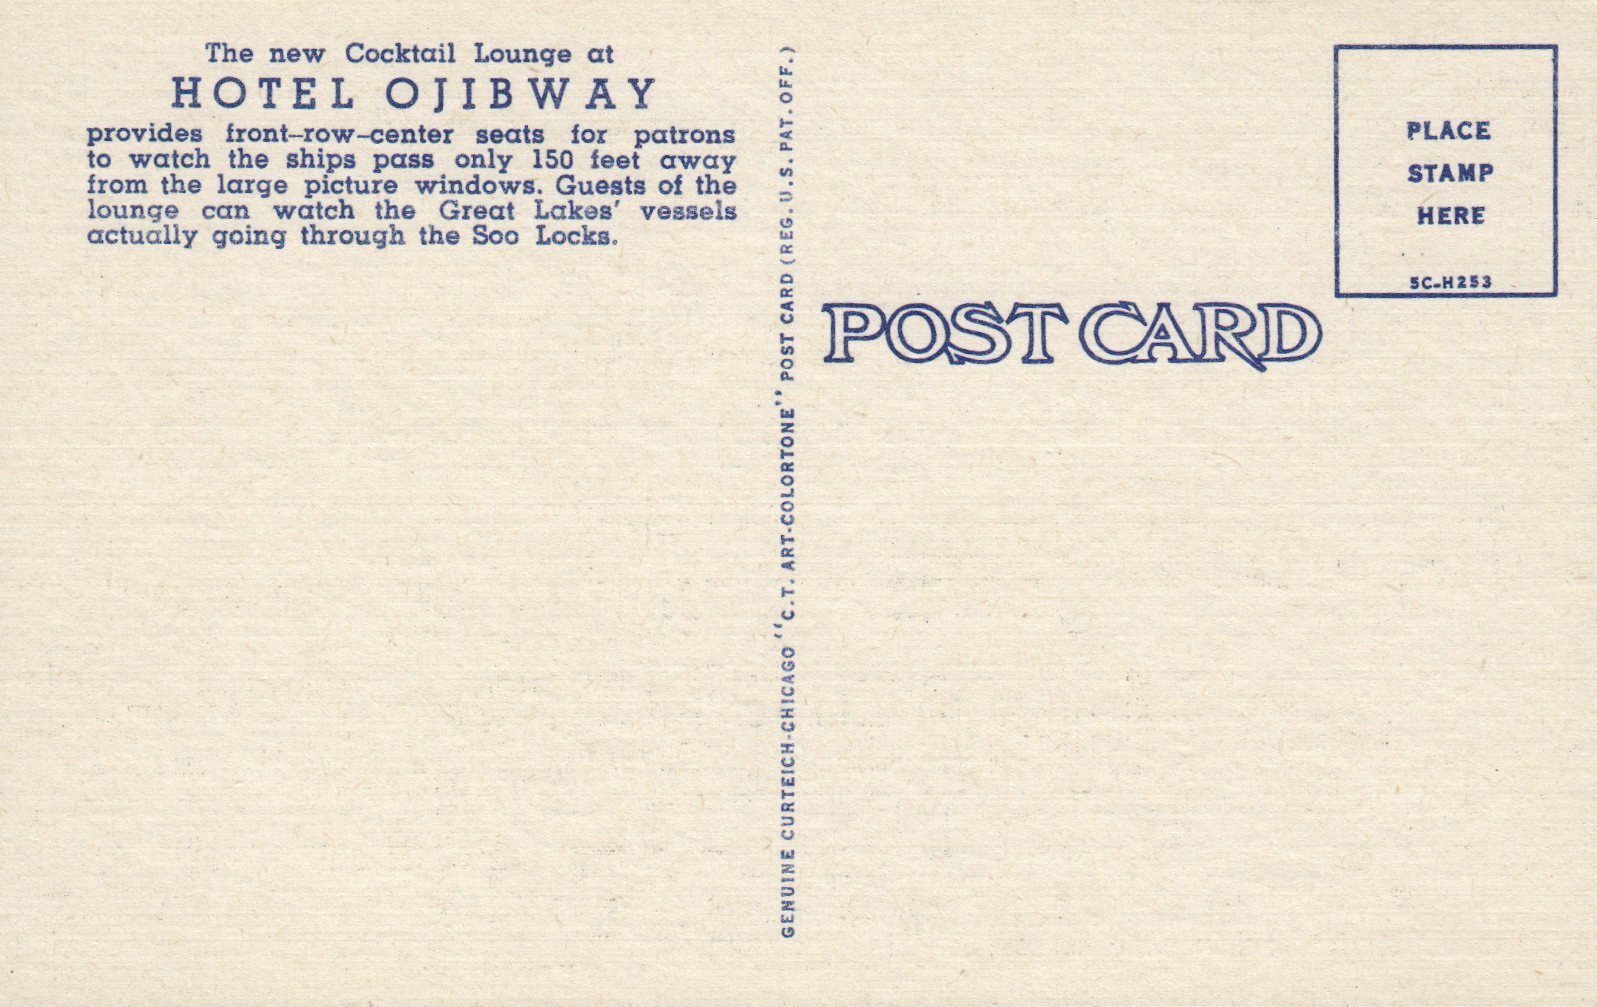 The new Cocktail Lounge at
HOTEL OJIBWAY
provides front-row-center seats for patrons
to watch the ships pass only 150 feet away
from the large picture windows. Guests of the
lounge can watch the Great Lakes' vessels
actually going through the Soo Locks.
GENUINE CURTEICH-CHICAGO "C.T. ART-COLORTONE" POST CARD (REG. U.S. PAT. OFF.)
POST CARD
PLACE
STAMP
HERE
5C-H253